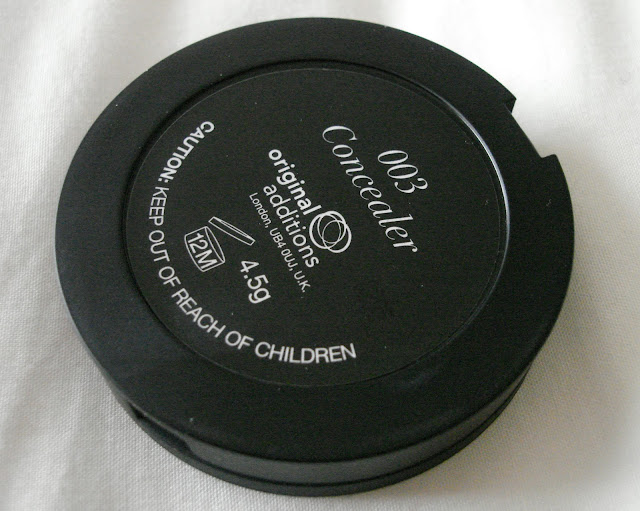 003
Concealer
original
additions
London, UB4 0UJ, U.K.
4.5g
12M
CAUTION: KEEP OUT OF REACH OF CHILDREN